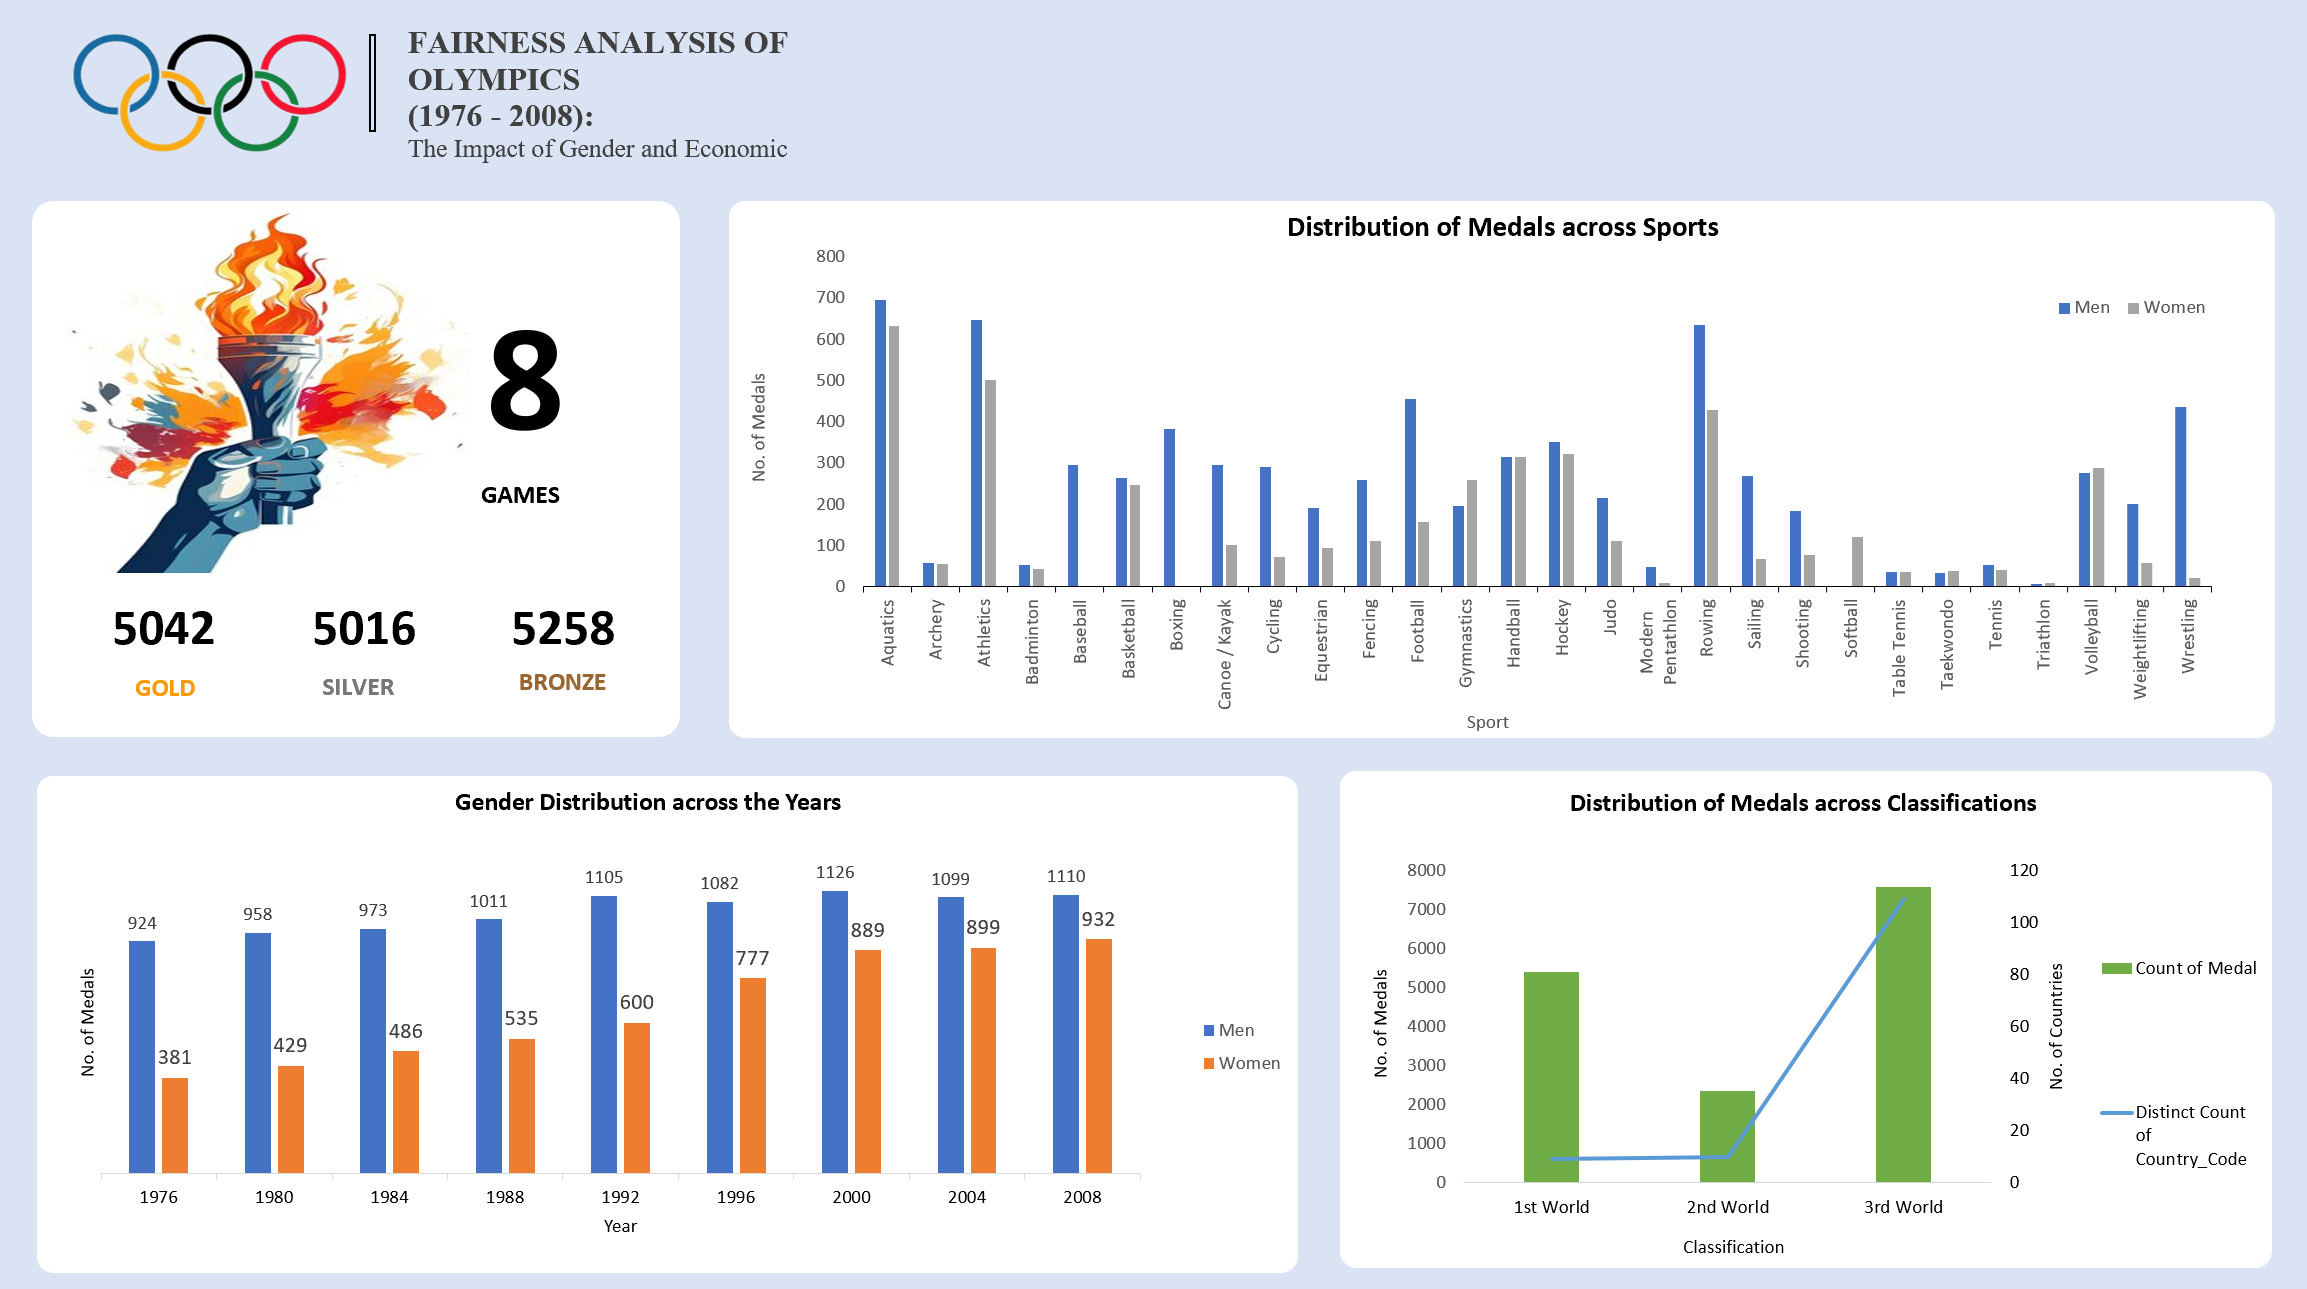 FAIRNESS ANALYSIS OF
OLYMPICS
(1976 - 2008):
The Impact of Gender and Economic
8
GAMES
5042
5016
5258
GOLD
SILVER
BRONZE
Distribution of Medals across Sports
No. of Medals
800
700
600
500
400
300
200
100
0
Men
Women
Aquatics
Archery
Athletics
Badminton
Baseball
Basketball
Boxing
Canoe / Kayak
Cycling
Equestrian
Fencing
Football
Gymnastics
Handball
Hockey
Judo
Modern
Pentathlon
Rowing
Sailing
Shooting
Softball
Table Tennis
Taekwondo
Tennis
Triathlon
Volleyball
Weightlifting
Wrestling
Sport
Gender Distribution across the Years
No. of Medals
924
958
973
1011
1105
1082
1126
1099
1110
381
429
486
535
600
777
889
899
932
Men
Women
1976
1980
1984
1988
1992
1996
2000
2004
2008
Year
Distribution of Medals across Classifications
No. of Medals
8000
7000
6000
5000
4000
3000
2000
1000
0
120
100
80
60
40
20
0
No. of Countries
Count of Medal
Distinct Count
of
Country_Code
1st World
2nd World
3rd World
Classification